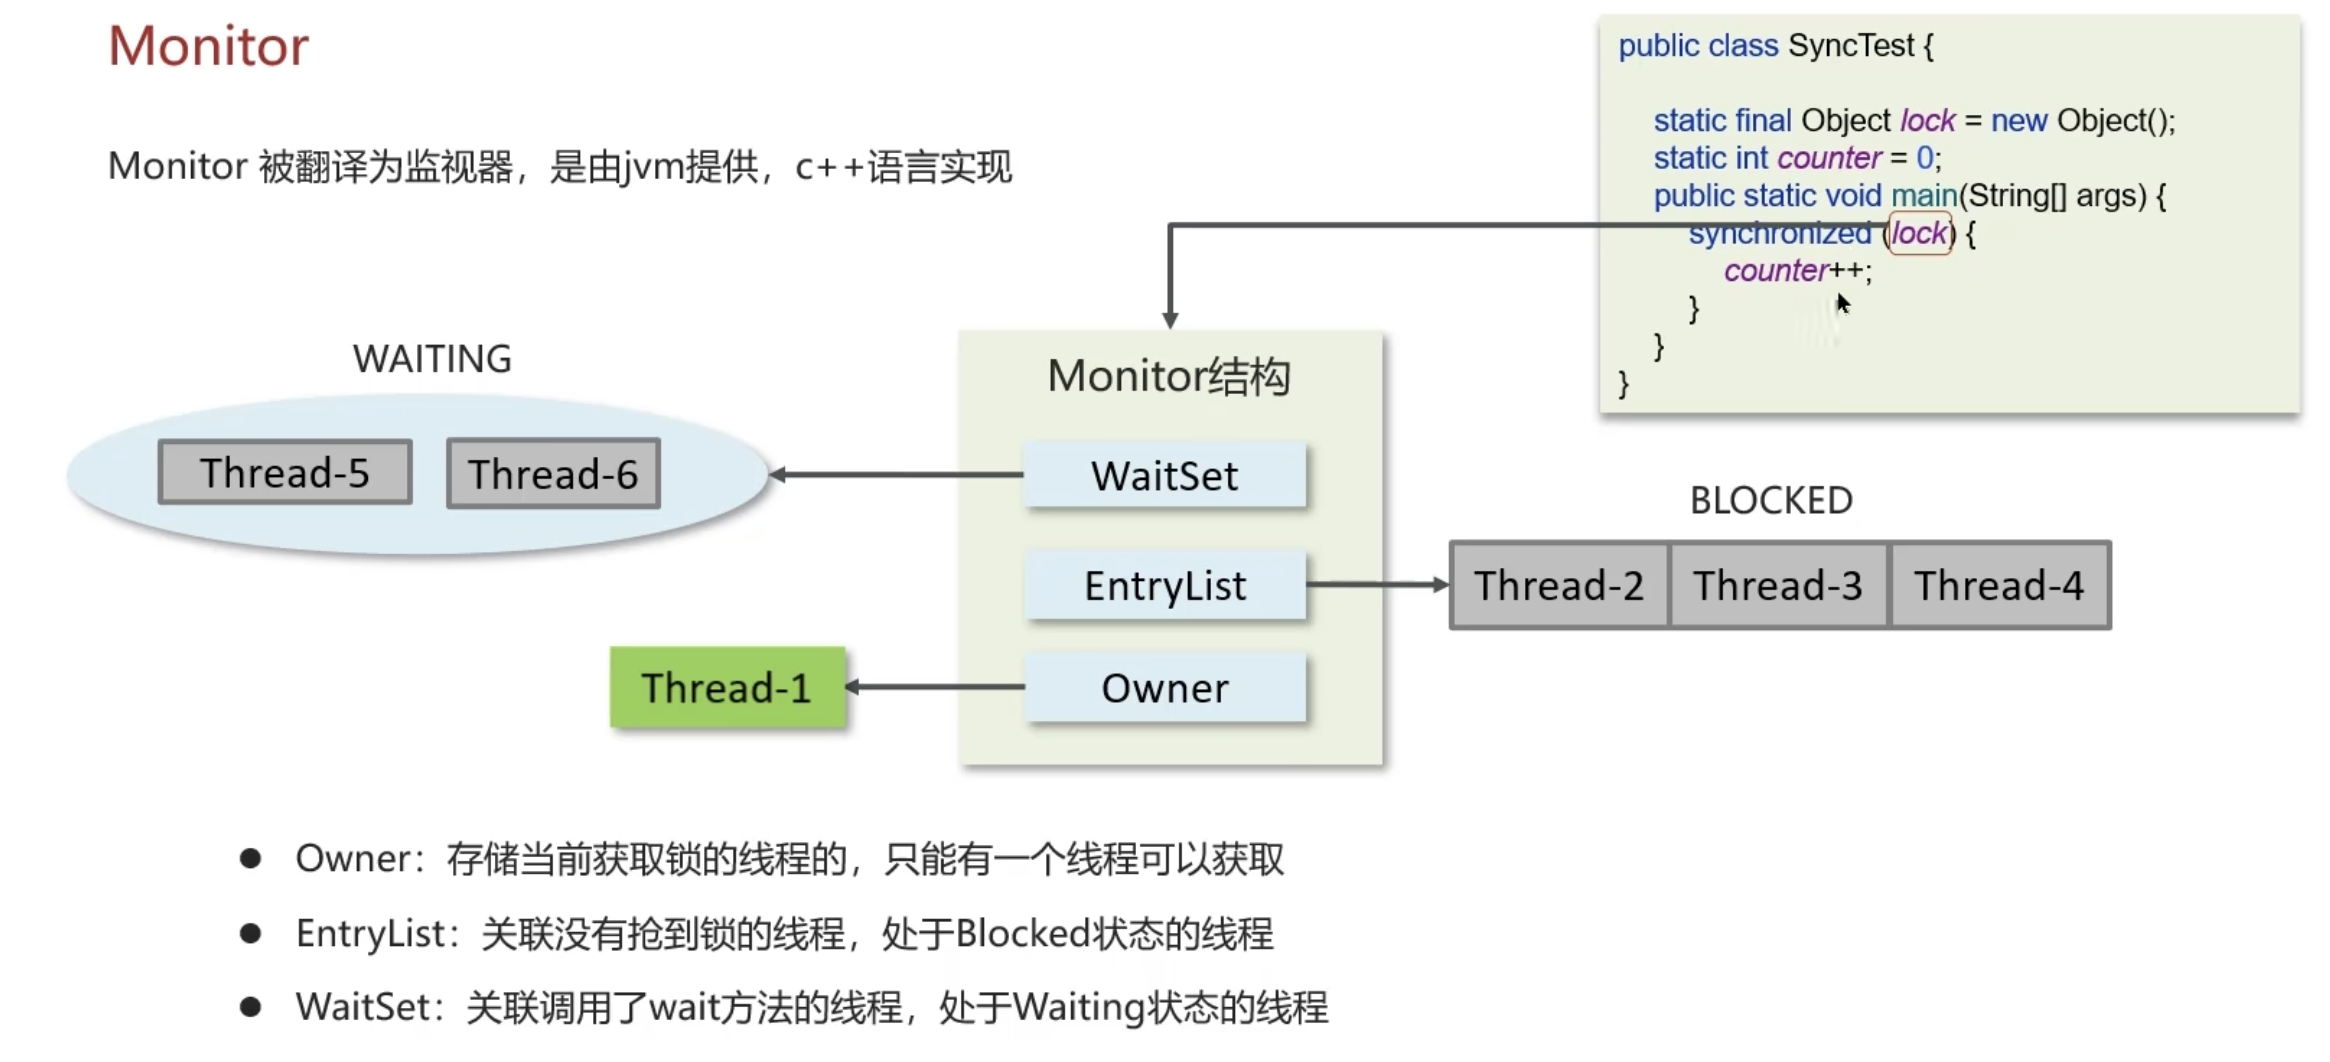 Monitor
Monitor 被翻译为监视器，是由jvm提供，c++语言实现
public class SyncTest {
static final Object lock = new Object();
static int counter = 0;
public static void main(String[] args) {
synchronized (lock) {
counter++;
}
}
}
WAITING
Thread-5 Thread-6
Monitor结构
WaitSet
EntryList
Owner
BLOCKED
Thread-2 Thread-3 Thread-4
Thread-1
● Owner：存储当前获取锁的线程的，只能有一个线程可以获取
● EntryList：关联没有抢到锁的线程，处于Blocked状态的线程
● WaitSet：关联调用了wait方法的线程，处于Waiting状态的线程